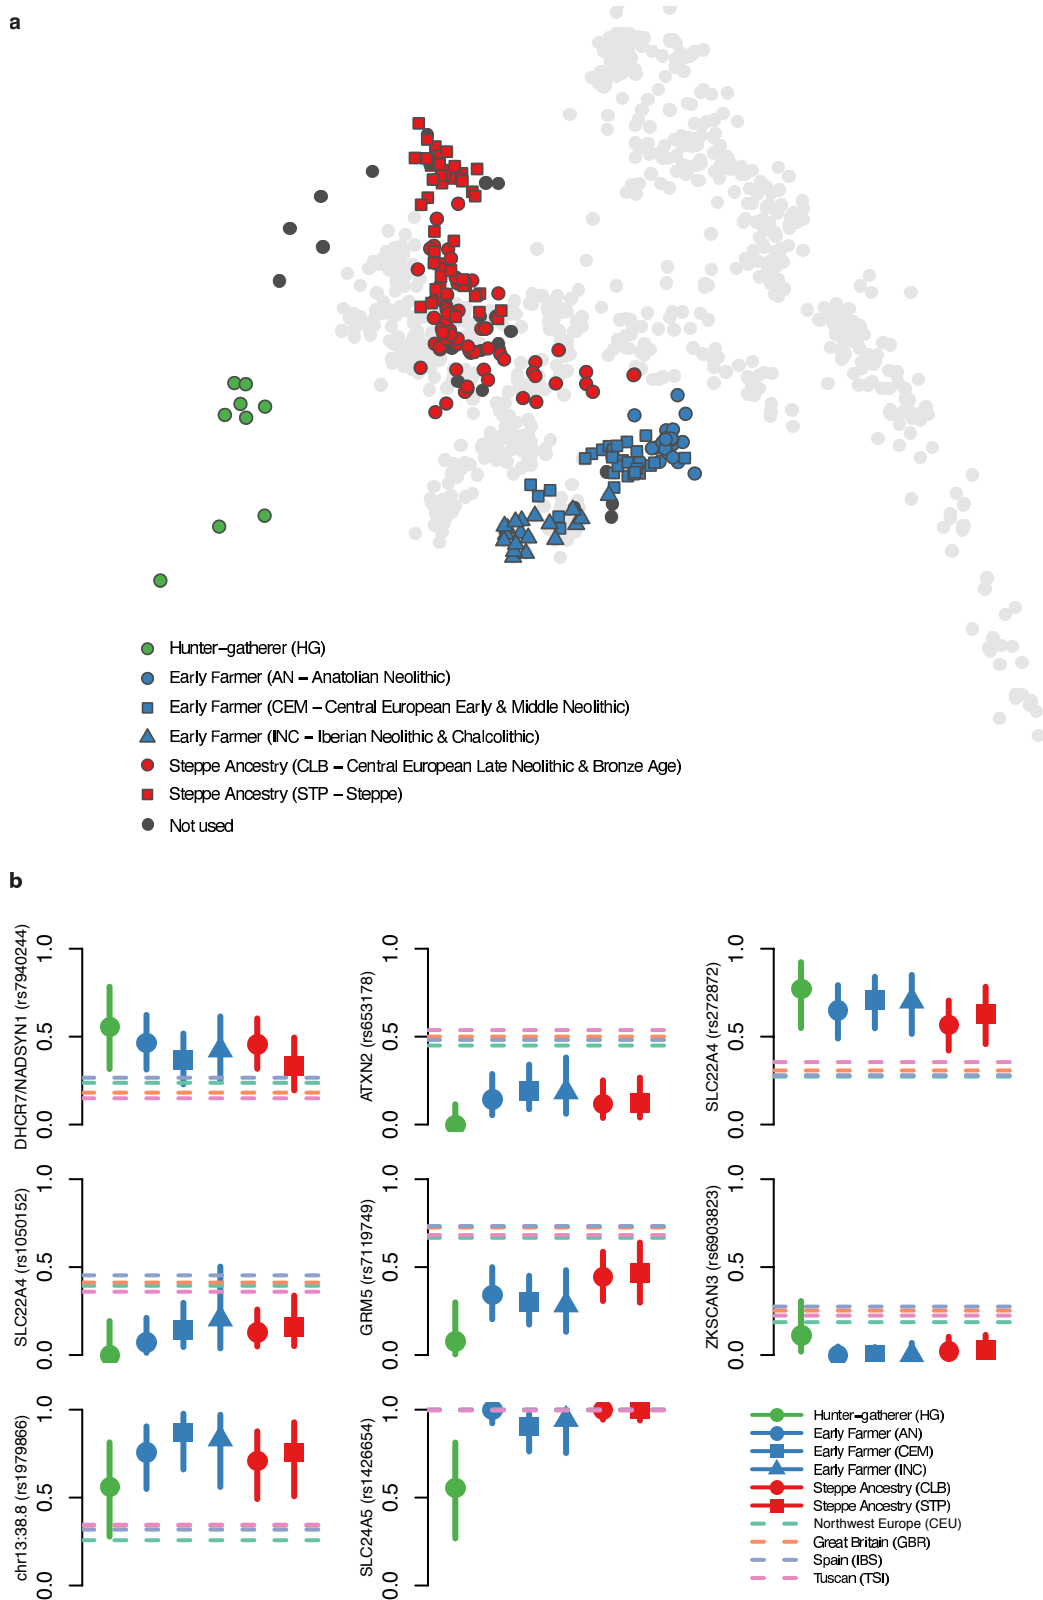 a
Hunter–gatherer (HG)
Early Farmer (AN – Anatolian Neolithic)
Early Farmer (CEM – Central European Early & Middle Neolithic)
Early Farmer (INC – Iberian Neolithic & Chalcolithic)
Steppe Ancestry (CLB – Central European Late Neolithic & Bronze Age)
Steppe Ancestry (STP – Steppe)
Not used
b
DHCR7/NADSYN1 (rs7940244)
1.0
0.5
0.0
ATXN2 (rs653178)
1.0
0.5
0.0
SLC22A4 (rs272872)
1.0
0.5
0.0
SLC22A4 (rs1050152)
1.0
0.5
0.0
GRM5 (rs7119749)
1.0
0.5
0.0
ZKSCAN3 (rs6903823)
1.0
0.5
0.0
chr13:38.8 (rs1979866)
1.0
0.5
0.0
SLC24A5 (rs1426654)
1.0
0.5
0.0
Hunter–gatherer (HG)
Early Farmer (AN)
Early Farmer (CEM)
Early Farmer (INC)
Steppe Ancestry (CLB)
Steppe Ancestry (STP)
Northwest Europe (CEU)
Great Britain (GBR)
Spain (IBS)
Tuscan (TSI)